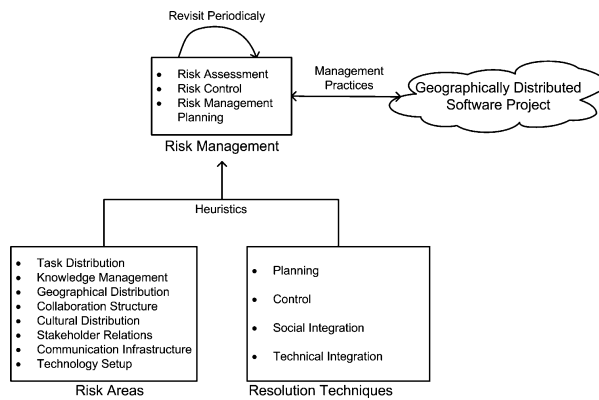 Revisit Periodicaly
• Risk Assessment
• Risk Control
• Risk Management
Planning
Risk Management
Management
Practices
Geographically Distributed
Software Project
Heuristics
• Task Distribution
• Knowledge Management
• Geographical Distribution
• Collaboration Structure
• Cultural Distribution
• Stakeholder Relations
• Communication Infrastructure
• Technology Setup
Risk Areas
• Planning
• Control
• Social Integration
• Technical Integration
Resolution Techniques